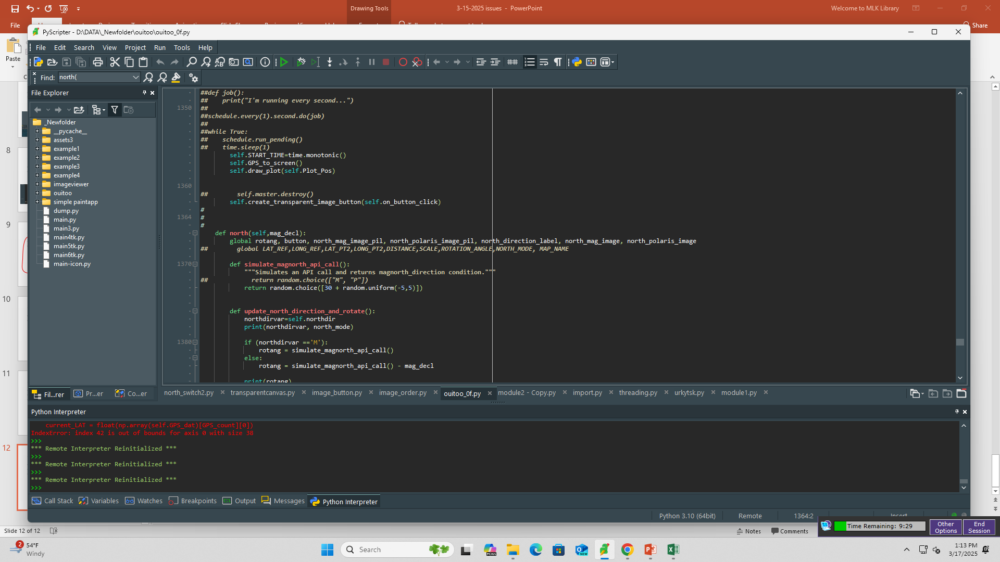 Drawing Tools
3-15-2025 issues - PowerPoint
Welcome to MLK Library
File
Share
Paste
PyScripter - D:\DATA\_Newfolder\ouitoo\ouitoo_0f.py
File Edit Search View Project Run Tools Help
Find: north(
File Explorer
_Newfolder
__pycache__
assets3
example1
example2
example3
example4
imageviewer
ouitoo
simple paintapp
dump.py
main.py
main3.py
main4tk.py
main5tk.py
main6tk.py
main-icon.py
8
9
10
11
12
##def job():
##    print("I'm running every second...")
1350 ##
##schedule.every(1).second.do(job)
##
##while True:
##    schedule.run_pending()
##    time.sleep(1)
self.START_TIME=time.monotonic()
self.GPS_to_screen()
self.draw_plot(self.Plot_Pos)
1360
##        self.master.destroy()
self.create_transparent_image_button(self.on_button_click)
#
1364 #
#
def north(self,mag_decl):
global rotang, button, north_mag_image_pil, north_polaris_image_pil, north_direction_label, north_mag_image, north_polaris_image
##        global LAT_REF,LONG_REF,LAT_PT2,LONG_PT2,DISTANCE,SCALE,ROTATION_ANGLE,NORTH_MODE, MAP_NAME
1370 def simulate_magnorth_api_call():
"""Simulates an API call and returns magnorth_direction condition."""
##            return random.choice(["M", "P"])
return random.choice([30 + random.uniform(-5,5)])
def update_north_direction_and_rotate():
northdirvar=self.northdir
print(northdirvar, north_mode)
1380 if (northdirvar =='M'):
rotang = simulate_magnorth_api_call()
else:
rotang = simulate_magnorth_api_call() - mag_decl
print(rotang)
Fil...rer Pr...er Co...er
north_switch2.py transparentcanvas.py image_button.py image_order.py ouitoo_0f.py module2 - Copy.py import.py threading.py urkytsk.py module1.py
Python Interpreter
current_LAT = float(np.array(self.GPS_dat)[GPS_count][0])
IndexError: index 42 is out of bounds for axis 0 with size 38
>>>
*** Remote Interpreter Reinitialized ***
>>>
*** Remote Interpreter Reinitialized ***
>>>
*** Remote Interpreter Reinitialized ***
>>>
Call Stack Variables Watches Breakpoints Output Messages Python Interpreter
Python 3.10 (64bit) Remote 1364:2 Insert
Time Remaining: 9:29
Other Options
End Session
Slide 12 of 12
Notes Comments
2
54°F
Windy
Search
M365
NEW
1:13 PM
3/17/2025